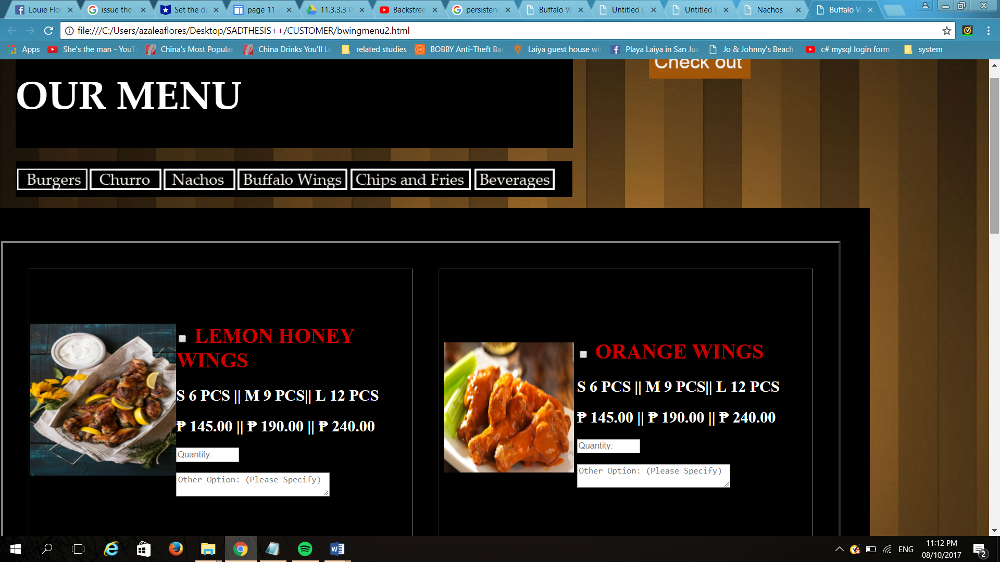 Louie Flo
issue the
Set the de
page 11 -
11.3.3.3 P
Backstree
persistenc
Buffalo W
Untitled D
Untitled D
Nachos
Buffalo W
file:///C:/Users/azaleaflores/Desktop/SADTHESIS++/CUSTOMER/bwingmenu2.html
Apps
She's the man - YouT
China's Most Popular
China Drinks You'll Lo
related studies
BOBBY Anti-Theft Bac
Laiya guest house wit
Playa Laiya in San Jua
Jo & Johnny's Beach
c# mysql login form -
system
Check out
OUR MENU
Burgers
Churro
Nachos
Buffalo Wings
Chips and Fries
Beverages
LEMON HONEY
WINGS
S 6 PCS || M 9 PCS|| L 12 PCS
₱ 145.00 || ₱ 190.00 || ₱ 240.00
Quantity:
Other Option: (Please Specify)
ORANGE WINGS
S 6 PCS || M 9 PCS|| L 12 PCS
₱ 145.00 || ₱ 190.00 || ₱ 240.00
Quantity:
Other Option: (Please Specify)
ENG
11:12 PM
08/10/2017
2